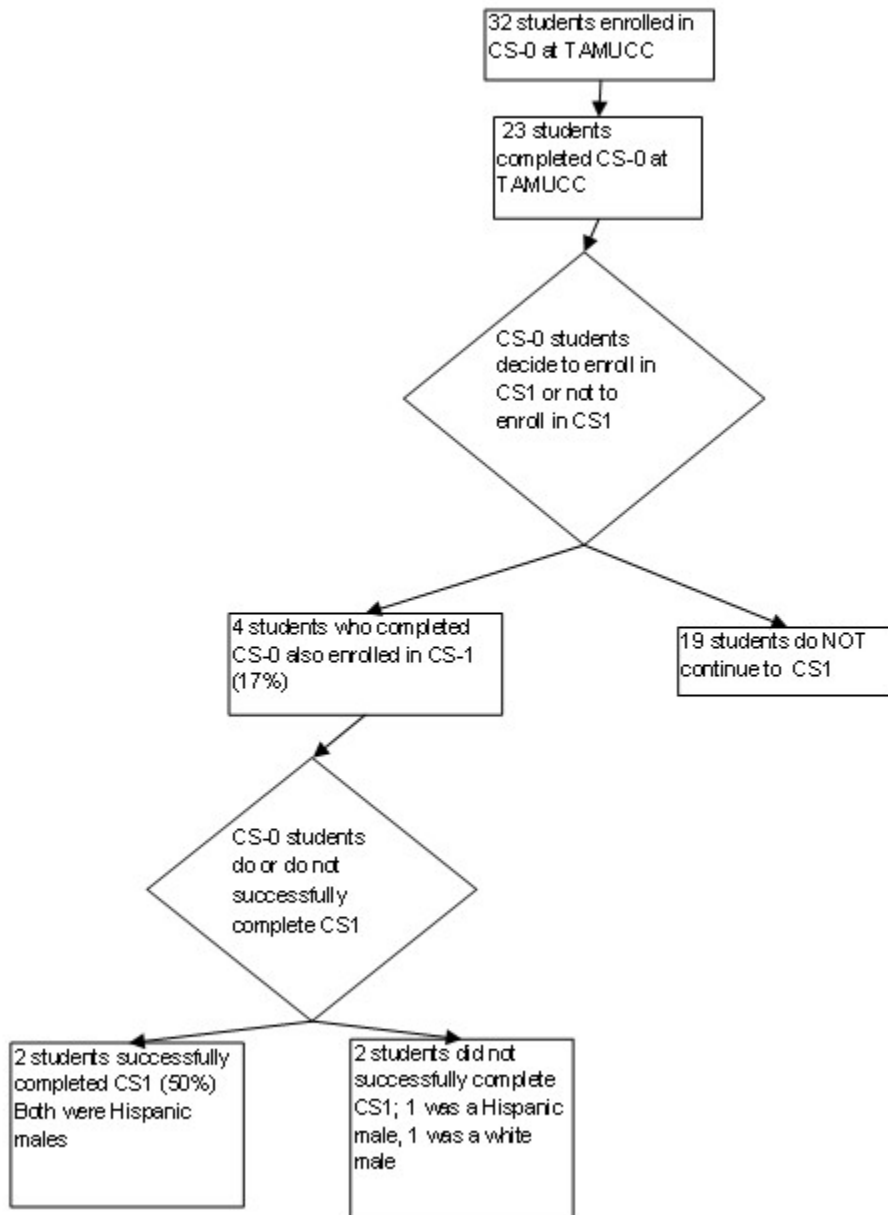 32 students enrolled in
CS-0 at TAMUCC
23 students
completed CS-0 at
TAMUCC
CS-0 students
decide to enroll in
CS1 or not to
enroll in CS1
4 students who completed
CS-0 also enrolled in CS-1
(17%)
19 students do NOT
continue to CS1
CS-0 students
do or do not
successfully
complete CS1
2 students successfully
completed CS1 (50%)
Both were Hispanic
males
2 students did not
successfully complete
CS1; 1 was a Hispanic
male, 1 was a white
male